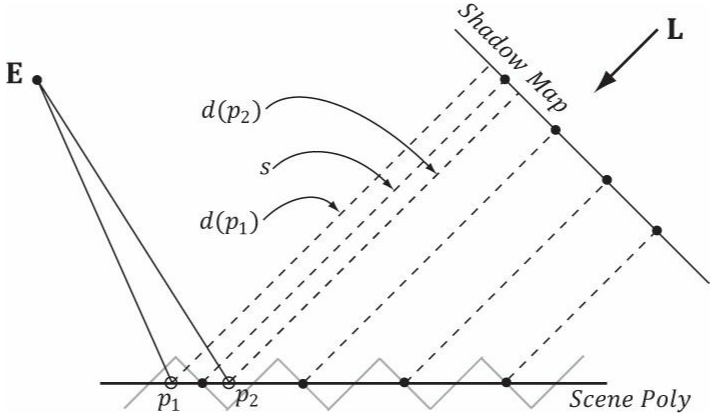 Shadow Map
L
E
d(p₂)
s
d(p₁)
p₁
p₂
Scene Poly